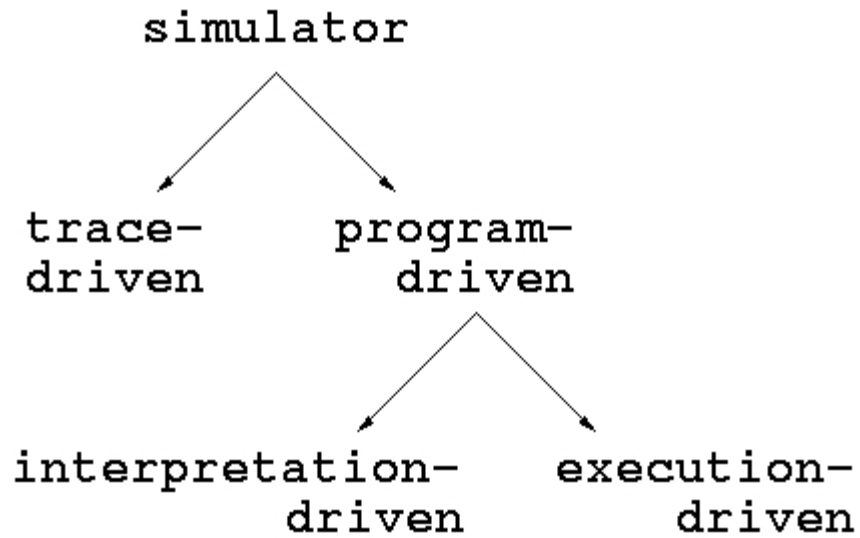 simulator
trace-
driven
program-
driven
interpretation-
driven
execution-
driven